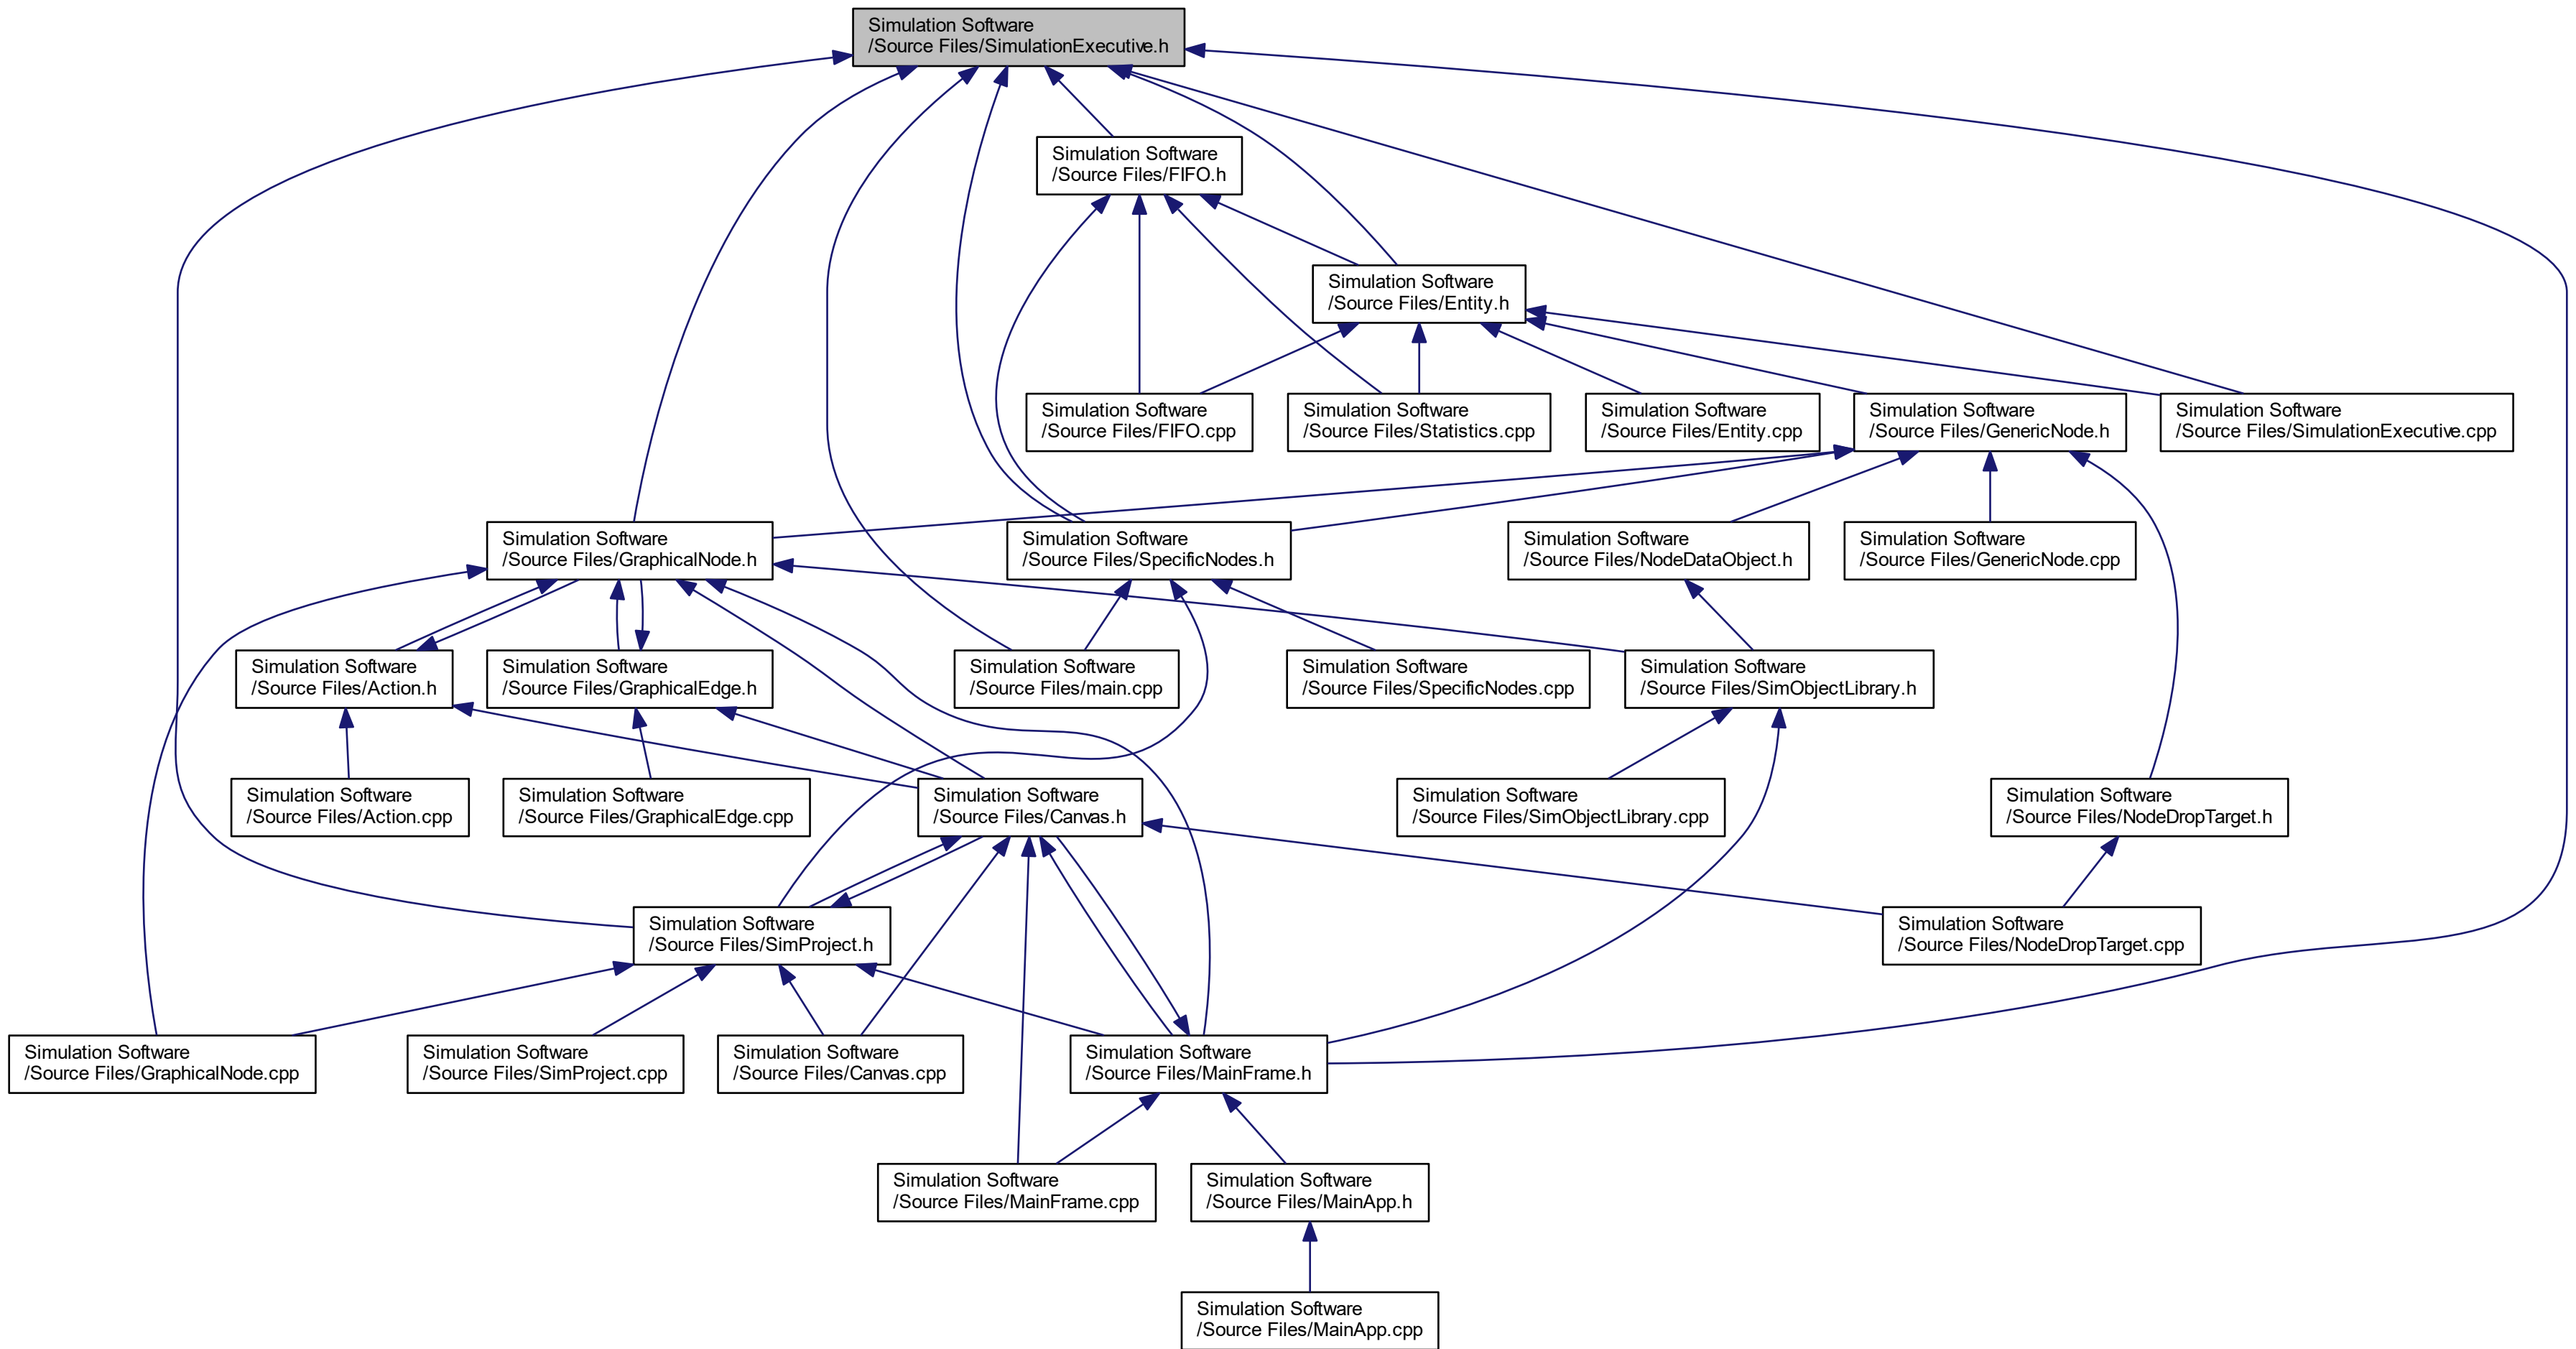 Simulation Software
/Source Files/SimulationExecutive.h
Simulation Software
/Source Files/FIFO.h
Simulation Software
/Source Files/Entity.h
Simulation Software
/Source Files/FIFO.cpp
Simulation Software
/Source Files/Statistics.cpp
Simulation Software
/Source Files/Entity.cpp
Simulation Software
/Source Files/GenericNode.h
Simulation Software
/Source Files/SimulationExecutive.cpp
Simulation Software
/Source Files/GraphicalNode.h
Simulation Software
/Source Files/SpecificNodes.h
Simulation Software
/Source Files/NodeDataObject.h
Simulation Software
/Source Files/GenericNode.cpp
Simulation Software
/Source Files/Action.h
Simulation Software
/Source Files/GraphicalEdge.h
Simulation Software
/Source Files/main.cpp
Simulation Software
/Source Files/SpecificNodes.cpp
Simulation Software
/Source Files/SimObjectLibrary.h
Simulation Software
/Source Files/Action.cpp
Simulation Software
/Source Files/GraphicalEdge.cpp
Simulation Software
/Source Files/Canvas.h
Simulation Software
/Source Files/SimObjectLibrary.cpp
Simulation Software
/Source Files/NodeDropTarget.h
Simulation Software
/Source Files/SimProject.h
Simulation Software
/Source Files/NodeDropTarget.cpp
Simulation Software
/Source Files/GraphicalNode.cpp
Simulation Software
/Source Files/SimProject.cpp
Simulation Software
/Source Files/Canvas.cpp
Simulation Software
/Source Files/MainFrame.h
Simulation Software
/Source Files/MainFrame.cpp
Simulation Software
/Source Files/MainApp.h
Simulation Software
/Source Files/MainApp.cpp